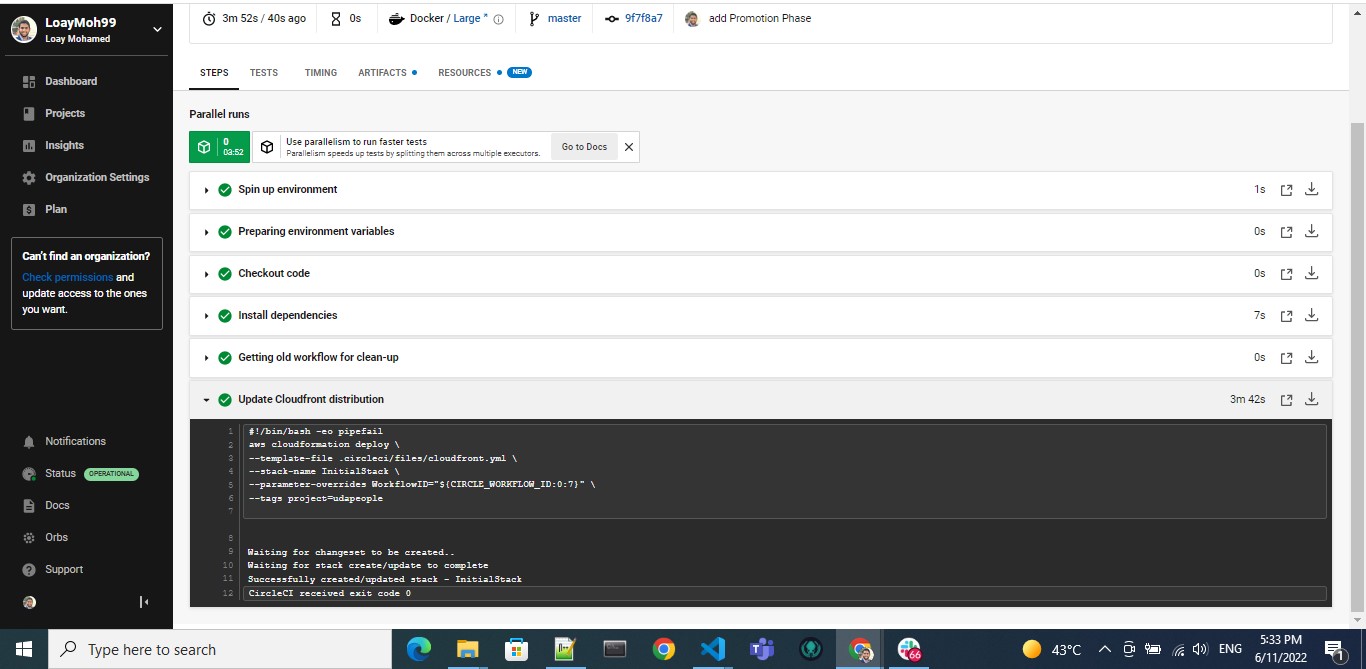 LoayMoh99
Loay Mohamed
Dashboard
Projects
Insights
Organization Settings
Plan
Can't find an organization?
Check permissions and
update access to the ones
you want.
Notifications
Status OPERATIONAL
Docs
Orbs
Support
3m 52s / 40s ago 0s Docker / Large * master 9f7f8a7 add Promotion Phase
STEPS TESTS TIMING ARTIFACTS RESOURCES NEW
Parallel runs
0
03:52
Use parallelism to run faster tests
Parallelism speeds up tests by splitting them across multiple executors.
Go to Docs
Spin up environment 1s
Preparing environment variables 0s
Checkout code 0s
Install dependencies 7s
Getting old workflow for clean-up 0s
Update Cloudfront distribution 3m 42s
1 #!/bin/bash -eo pipefail
2 aws cloudformation deploy \
3 --template-file .circleci/files/cloudfront.yml \
4 --stack-name InitialStack \
5 --parameter-overrides WorkflowID="${CIRCLE_WORKFLOW_ID:0:7}" \
6 --tags project=udapeople
7
8
9 Waiting for changeset to be created..
10 Waiting for stack create/update to complete
11 Successfully created/updated stack - InitialStack
12 CircleCI received exit code 0
Type here to search
66
43°C
ENG
5:33 PM
6/11/2022
1